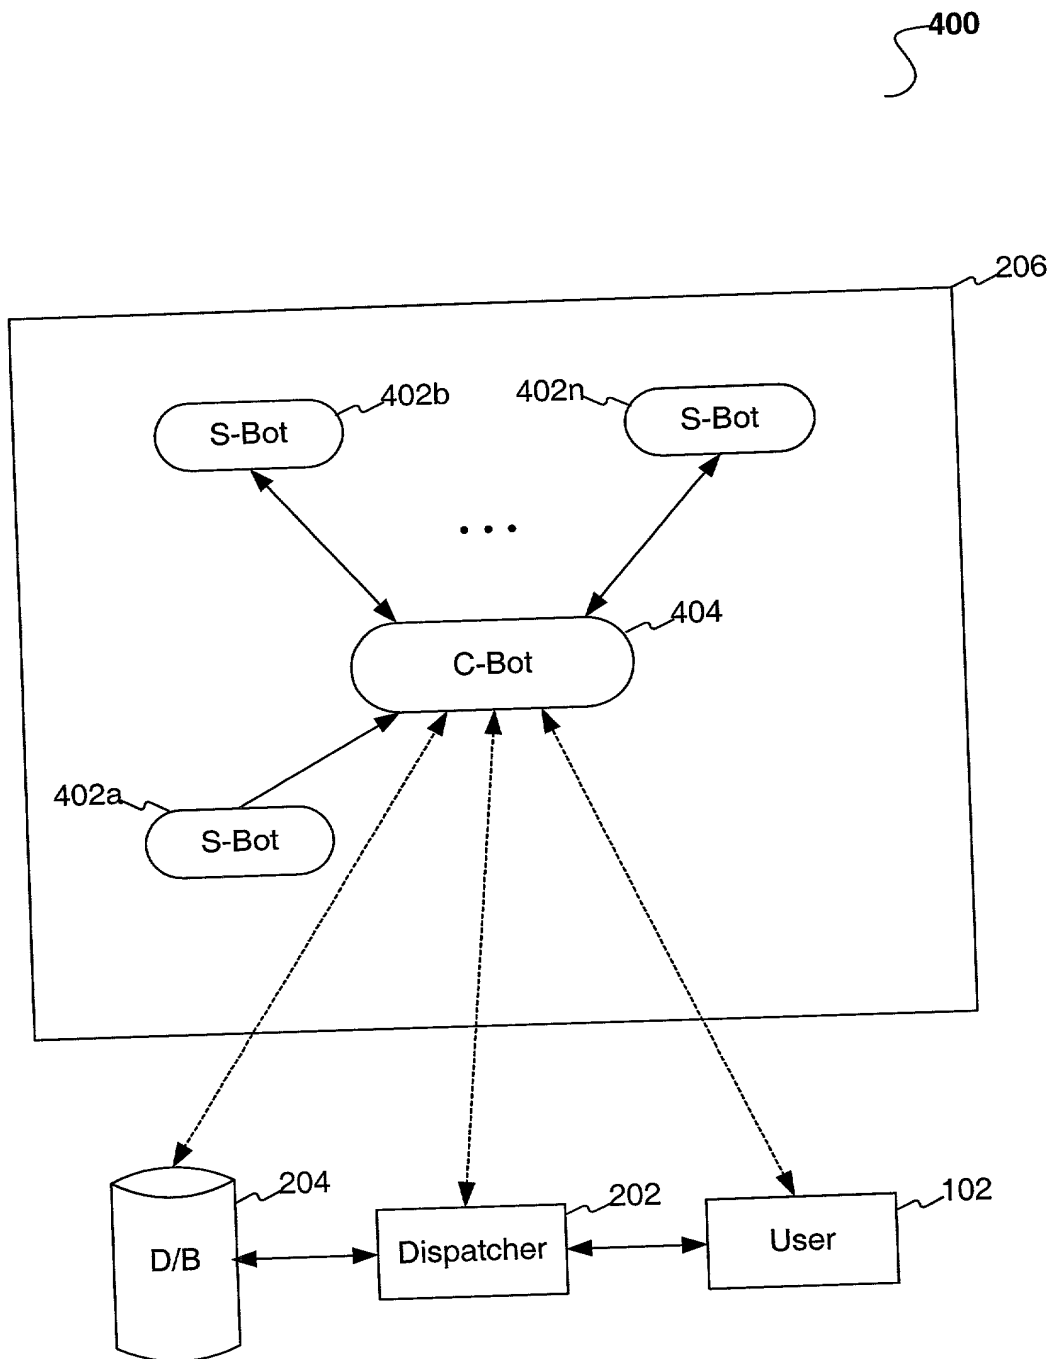 400
206
402b
402n
S-Bot
S-Bot
• • •
404
C-Bot
402a
S-Bot
204
202
102
D/B
Dispatcher
User